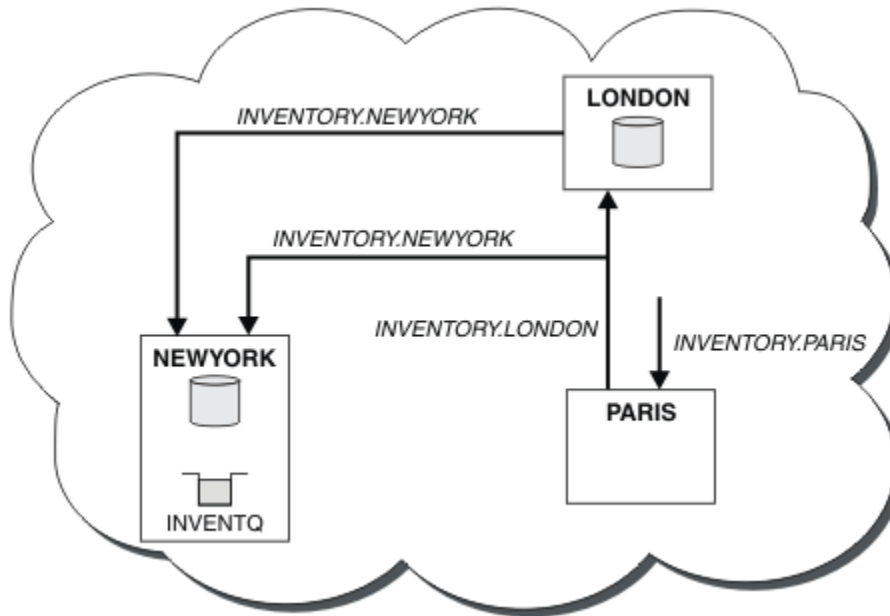 LONDON
INVENTORY.NEWYORK
INVENTORY.NEWYORK
INVENTORY.LONDON
INVENTORY.PARIS
NEWYORK
PARIS
INVENTQ